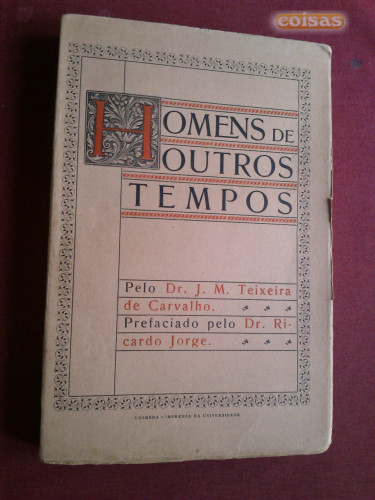 coisas
HOMENS DE
OUTROS
TEMPOS
Pelo Dr. J. M. Teixeira
de Carvalho.
Prefaciado pelo Dr. Ri-
cardo Jorge.
COIMBRA * IMPRENSA DA UNIVERSIDADE